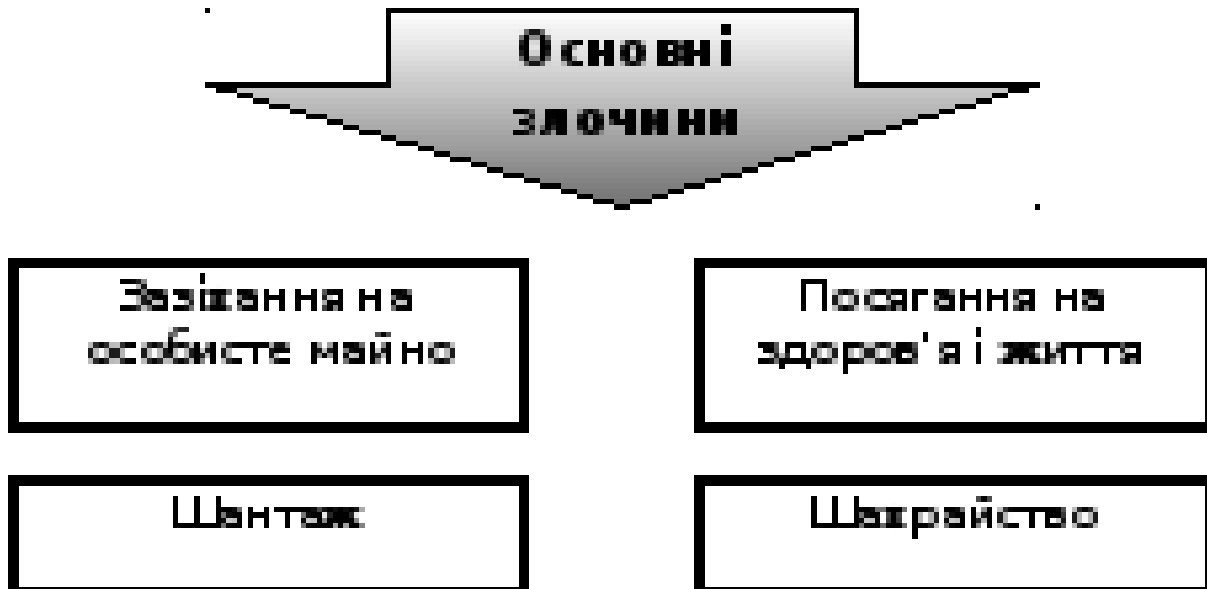 Основні
злочини
Зазіхання на
особисте майно
Посягання на
здоров'я і життя
Шантаж
Шахрайство